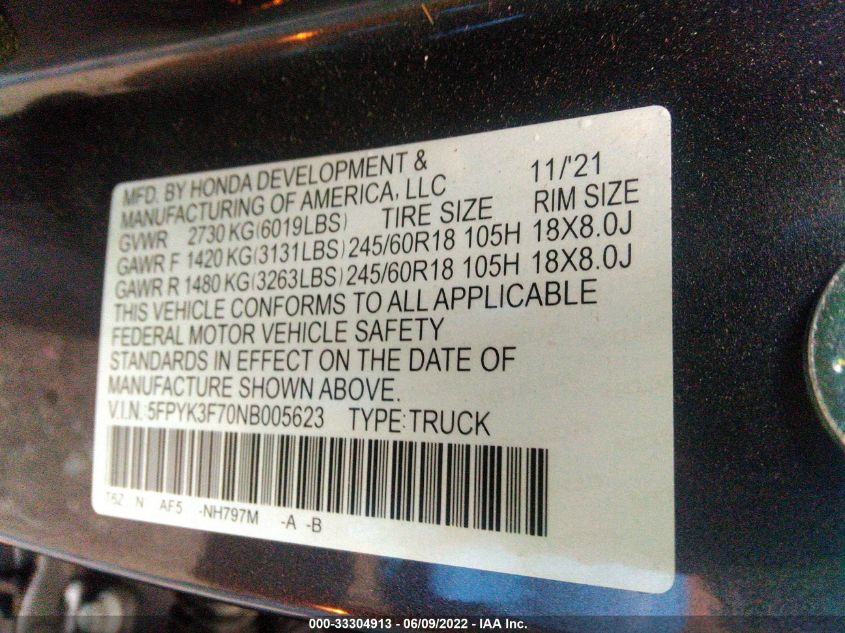 MFD. BY HONDA DEVELOPMENT & 11/'21
MANUFACTURING OF AMERICA, LLC
GVWR 2730 KG(6019LBS) TIRE SIZE RIM SIZE
GAWR F 1420 KG(3131LBS) 245/60R18 105H 18X8.0J
GAWR R 1480 KG(3263LBS) 245/60R18 105H 18X8.0J
THIS VEHICLE CONFORMS TO ALL APPLICABLE
FEDERAL MOTOR VEHICLE SAFETY
STANDARDS IN EFFECT ON THE DATE OF
MANUFACTURE SHOWN ABOVE.
V.I.N.:5FPYK3F70NB005623 TYPE:TRUCK
T6Z N AF5 -NH797M -A -B
000-33304913 - 06/09/2022 - IAA Inc.